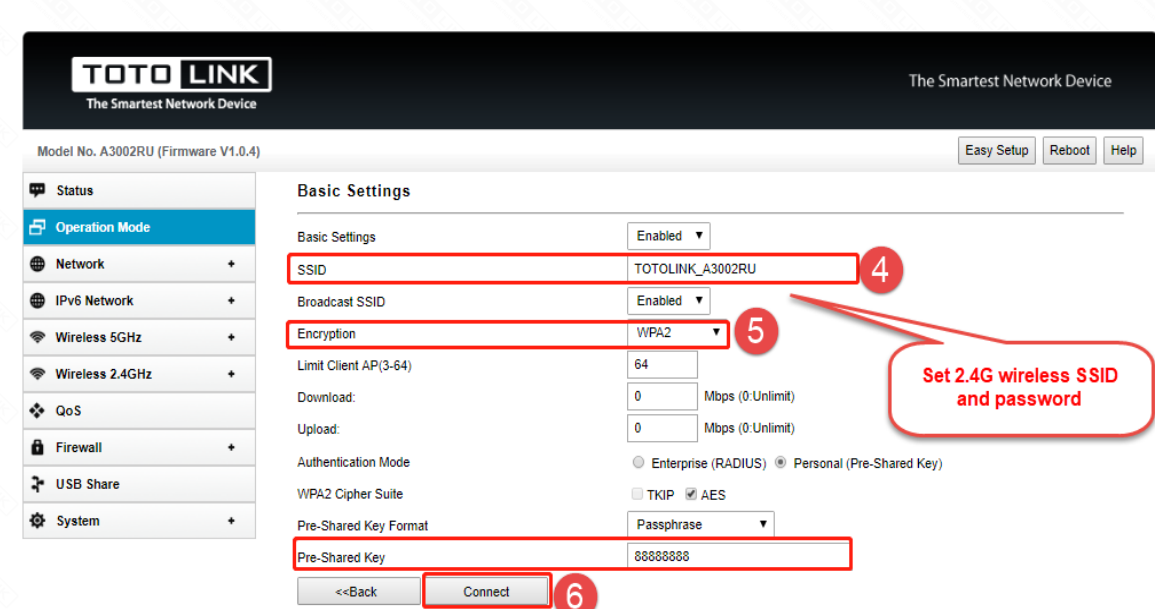 TOTO LINK
The Smartest Network Device
The Smartest Network Device
Model No. A3002RU (Firmware V1.0.4)
Easy Setup Reboot Help
Status
Operation Mode
Network +
IPv6 Network +
Wireless 5GHz +
Wireless 2.4GHz +
QoS
Firewall +
USB Share
System +
Basic Settings
Basic Settings Enabled
SSID TOTOLINK_A3002RU 4
Broadcast SSID Enabled
Encryption WPA2 5
Limit Client AP(3-64) 64
Download: 0 Mbps (0:Unlimit)
Upload: 0 Mbps (0:Unlimit)
Authentication Mode Enterprise (RADIUS) Personal (Pre-Shared Key)
WPA2 Cipher Suite TKIP AES
Pre-Shared Key Format Passphrase
Pre-Shared Key 88888888
<<Back Connect 6
Set 2.4G wireless SSID
and password